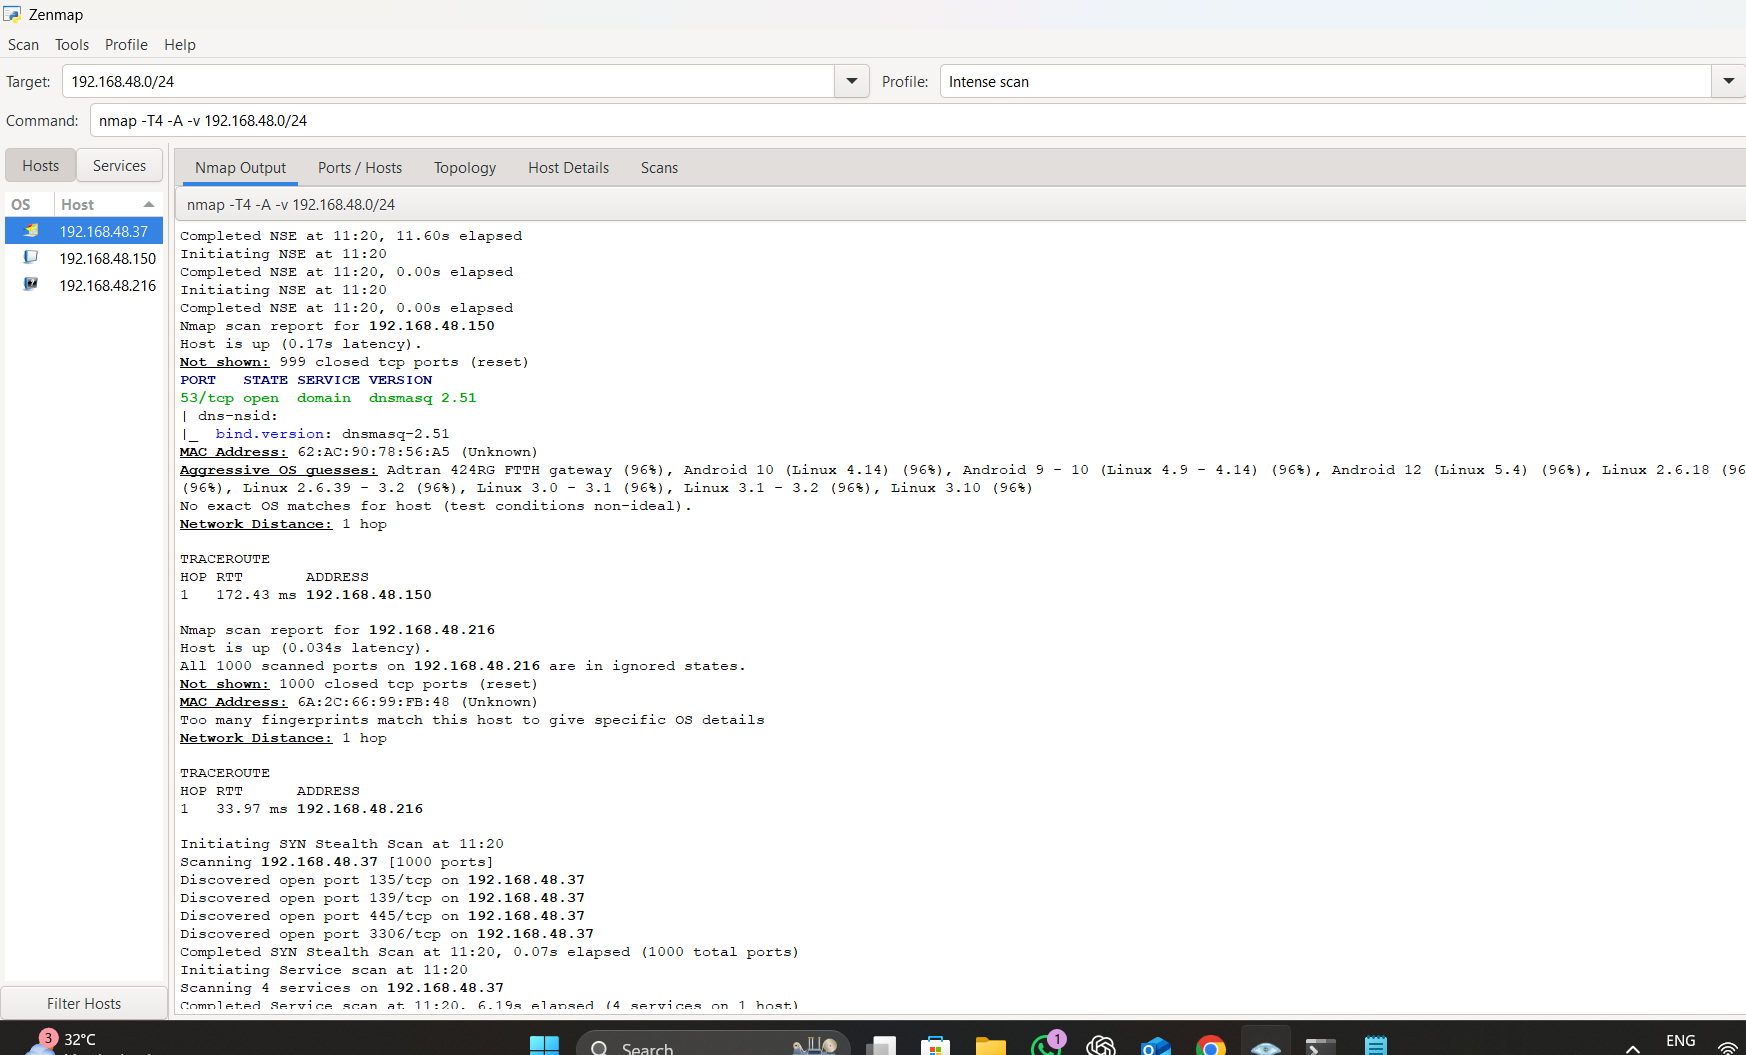 Zenmap
Scan Tools Profile Help
Target: 192.168.48.0/24 Profile: Intense scan
Command: nmap -T4 -A -v 192.168.48.0/24
Hosts Services
OS Host
192.168.48.37
192.168.48.150
192.168.48.216
Filter Hosts
Nmap Output Ports / Hosts Topology Host Details Scans
nmap -T4 -A -v 192.168.48.0/24
Completed NSE at 11:20, 11.60s elapsed
Initiating NSE at 11:20
Completed NSE at 11:20, 0.00s elapsed
Initiating NSE at 11:20
Completed NSE at 11:20, 0.00s elapsed
Nmap scan report for 192.168.48.150
Host is up (0.17s latency).
Not shown: 999 closed tcp ports (reset)
PORT   STATE SERVICE VERSION
53/tcp open  domain  dnsmasq 2.51
| dns-nsid:
|_  bind.version: dnsmasq-2.51
MAC Address: 62:AC:90:78:56:A5 (Unknown)
Aggressive OS guesses: Adtran 424RG FTTH gateway (96%), Android 10 (Linux 4.14) (96%), Android 9 - 10 (Linux 4.9 - 4.14) (96%), Android 12 (Linux 5.4) (96%), Linux 2.6.18 (96
(96%), Linux 2.6.39 - 3.2 (96%), Linux 3.0 - 3.1 (96%), Linux 3.1 - 3.2 (96%), Linux 3.10 (96%)
No exact OS matches for host (test conditions non-ideal).
Network Distance: 1 hop
TRACEROUTE
HOP RTT       ADDRESS
1   172.43 ms 192.168.48.150
Nmap scan report for 192.168.48.216
Host is up (0.034s latency).
All 1000 scanned ports on 192.168.48.216 are in ignored states.
Not shown: 1000 closed tcp ports (reset)
MAC Address: 6A:2C:66:99:FB:48 (Unknown)
Too many fingerprints match this host to give specific OS details
Network Distance: 1 hop
TRACEROUTE
HOP RTT      ADDRESS
1   33.97 ms 192.168.48.216
Initiating SYN Stealth Scan at 11:20
Scanning 192.168.48.37 [1000 ports]
Discovered open port 135/tcp on 192.168.48.37
Discovered open port 139/tcp on 192.168.48.37
Discovered open port 445/tcp on 192.168.48.37
Discovered open port 3306/tcp on 192.168.48.37
Completed SYN Stealth Scan at 11:20, 0.07s elapsed (1000 total ports)
Initiating Service scan at 11:20
Scanning 4 services on 192.168.48.37
Completed Service scan at 11:20, 6.19s elapsed (4 services on 1 host)
3 32°C
Search
1
ENG